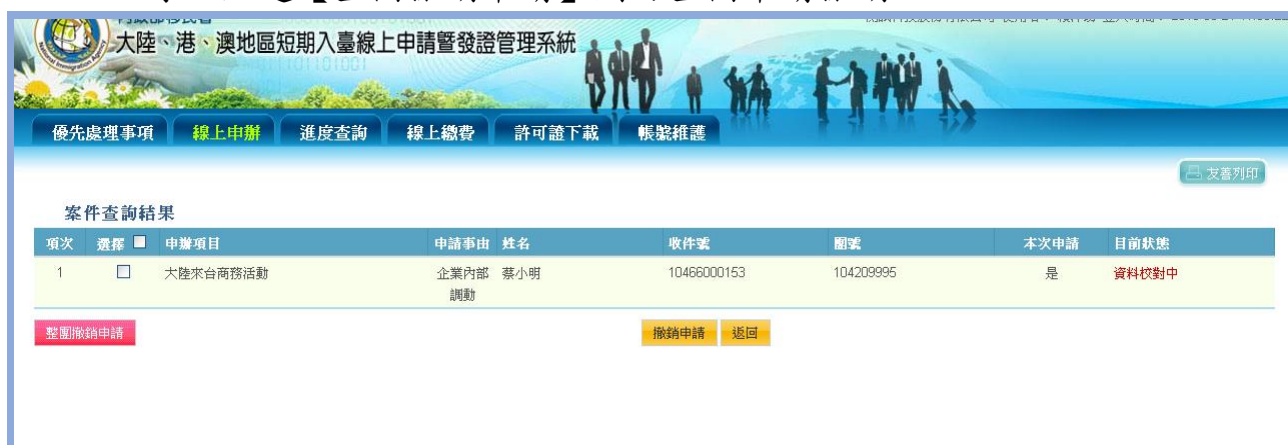 大陸、港、澳地區短期入臺線上申請暨發證管理系統
優先處理事項 線上申辦 進度查詢 線上繳費 許可證下載 帳號維護
友善列印
案件查詢結果
項次 選擇 申辦項目 申請事由 姓名 收件號 團號 本次申請 目前狀態
1 大陸來台商務活動 企業內部調動 蔡小明 10466000153 104209995 是 資料校對中
整團撤銷申請 撤銷申請 返回